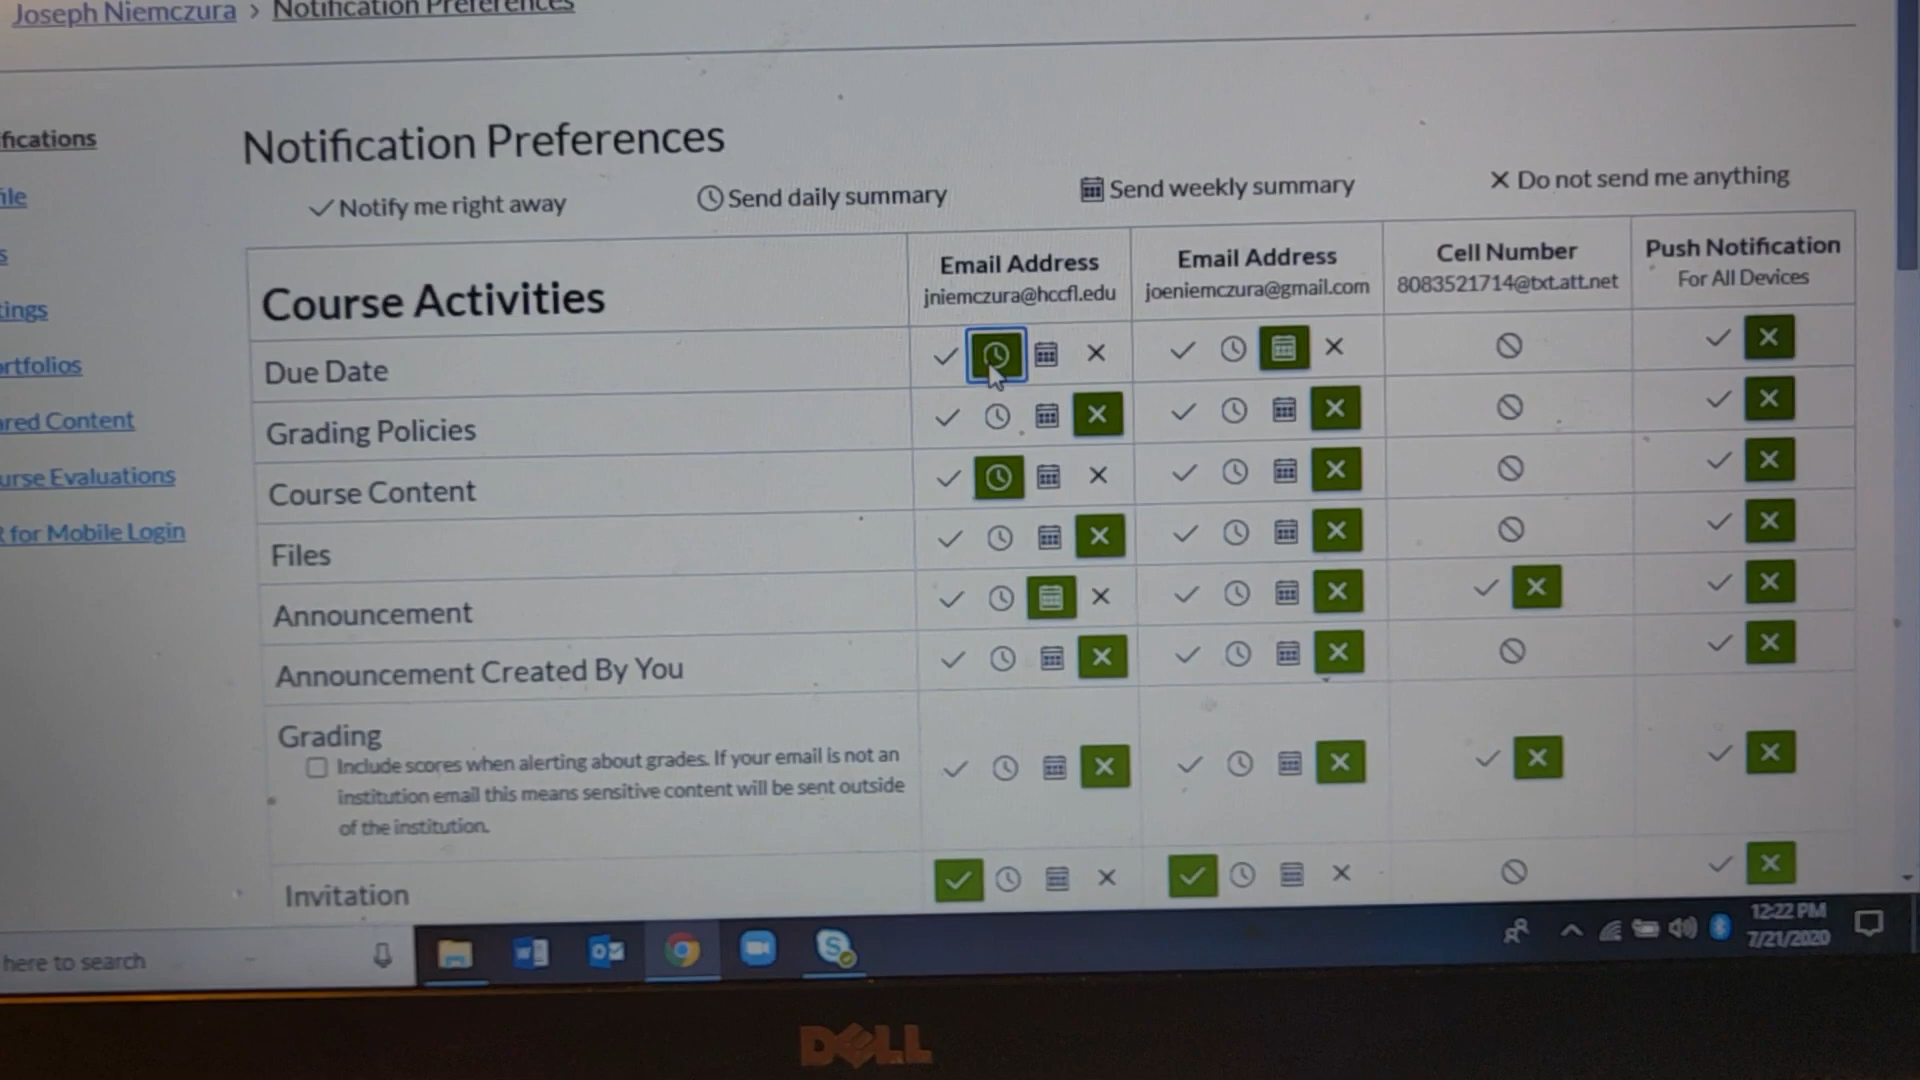 Joseph Niemczura > Notification Preferences
fications
Notification Preferences
ile
Notify me right away
Send daily summary
Send weekly summary
Do not send me anything
s
Course Activities
Email Address
jniemczura@hccfl.edu
Email Address
joeniemczura@gmail.com
Cell Number
8083521714@txt.att.net
Push Notification
For All Devices
tings
Due Date
rtfolios
Grading Policies
ared Content
Course Content
urse Evaluations
Files
for Mobile Login
Announcement
Announcement Created By You
Grading
Include scores when alerting about grades. If your email is not an
institution email this means sensitive content will be sent outside
of the institution.
Invitation
here to search
12:22 PM
7/21/2020
DELL